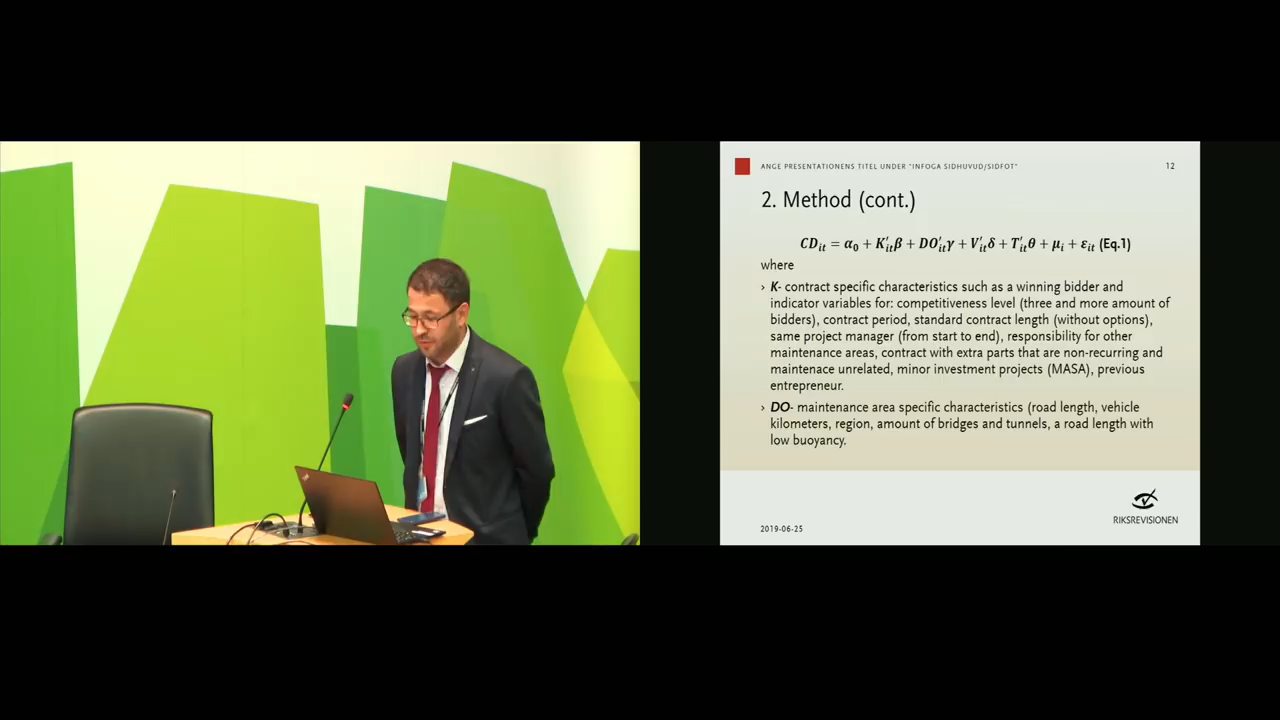 ANGE PRESENTATIONENS TITEL UNDER "INFOGA SIDHUVUD/SIDFOT"
12
2. Method (cont.)
CD_it = α_0 + K'_it β + DO'_it γ + V'_it δ + T'_it θ + μ_i + ε_it (Eq.1)
where
› K- contract specific characteristics such as a winning bidder and
indicator variables for: competitiveness level (three and more amount of
bidders), contract period, standard contract length (without options),
same project manager (from start to end), responsibility for other
maintenance areas, contract with extra parts that are non-recurring and
maintenace unrelated, minor investment projects (MASA), previous
entrepreneur.
› DO- maintenance area specific characteristics (road length, vehicle
kilometers, region, amount of bridges and tunnels, a road length with
low buoyancy.
2019-06-25
RIKSREVISIONEN